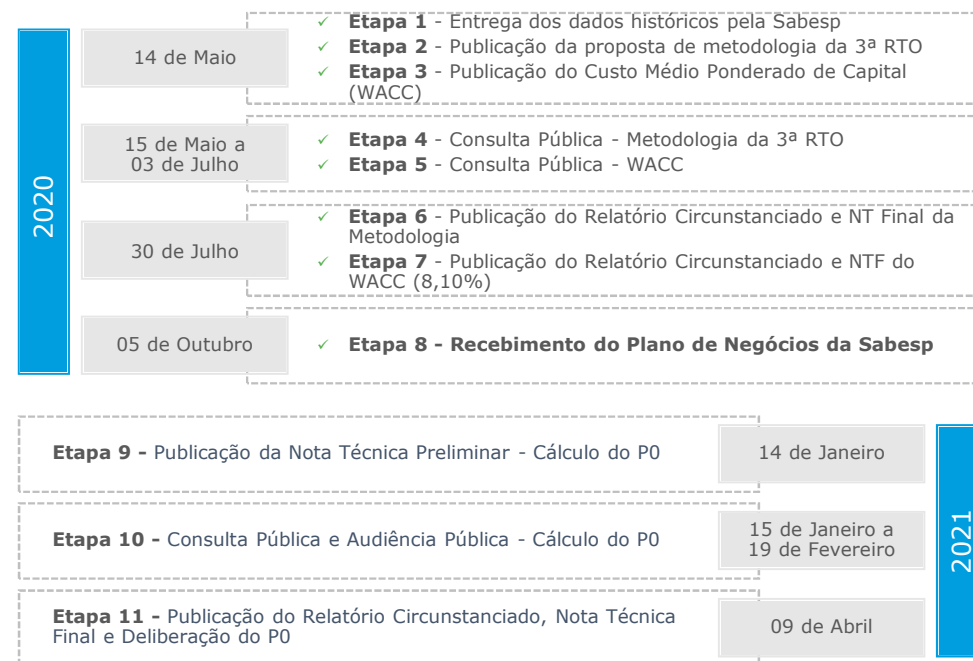 2020
14 de Maio
✓ Etapa 1 - Entrega dos dados históricos pela Sabesp
✓ Etapa 2 - Publicação da proposta de metodologia da 3ª RTO
✓ Etapa 3 - Publicação do Custo Médio Ponderado de Capital
(WACC)
15 de Maio a
03 de Julho
✓ Etapa 4 - Consulta Pública - Metodologia da 3ª RTO
✓ Etapa 5 - Consulta Pública - WACC
30 de Julho
✓ Etapa 6 - Publicação do Relatório Circunstanciado e NT Final da
Metodologia
✓ Etapa 7 - Publicação do Relatório Circunstanciado e NTF do
WACC (8,10%)
05 de Outubro
✓ Etapa 8 - Recebimento do Plano de Negócios da Sabesp
Etapa 9 - Publicação da Nota Técnica Preliminar - Cálculo do P0
14 de Janeiro
Etapa 10 - Consulta Pública e Audiência Pública - Cálculo do P0
15 de Janeiro a
19 de Fevereiro
Etapa 11 - Publicação do Relatório Circunstanciado, Nota Técnica
Final e Deliberação do P0
09 de Abril
2021